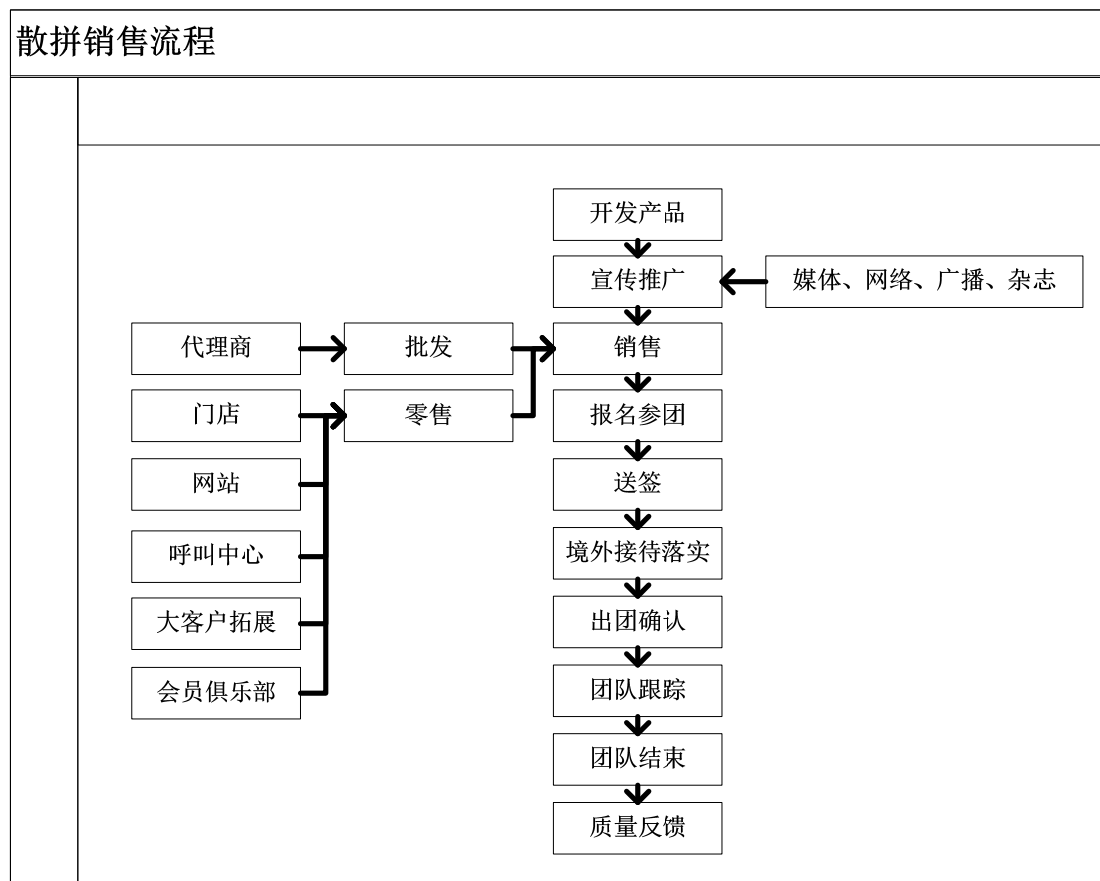 散拼销售流程
开发产品
宣传推广
媒体、网络、广播、杂志
代理商
批发
销售
门店
零售
报名参团
网站
送签
呼叫中心
境外接待落实
大客户拓展
出团确认
会员俱乐部
团队跟踪
团队结束
质量反馈